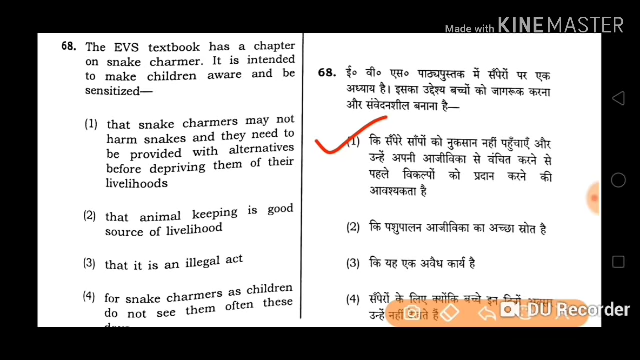 Made with KINEMASTER
68. The EVS textbook has a chapter
on snake charmer. It is intended
to make children aware and be
sensitized—
(1) that snake charmers may not
harm snakes and they need to
be provided with alternatives
before depriving them of their
livelihoods
(2) that animal keeping is good
source of livelihood
(3) that it is an illegal act
(4) for snake charmers as children
do not see them often these
68. ई० वी० एस० पाठ्यपुस्तक में सँपेरों पर एक
अध्याय है। इसका उद्देश्य बच्चों को जागरूक करना
और संवेदनशील बनाना है—
(1) कि सँपेरे साँपों को नुकसान नहीं पहुँचाएँ और
उन्हें अपनी आजीविका से वंचित करने से
पहले विकल्पों को प्रदान करने की
आवश्यकता है
(2) कि पशुपालन आजीविका का अच्छा स्रोत है
(3) कि यह एक अवैध कार्य है
(4) सँपेरों के लिए क्योंकि बच्चे इन
उन्हें नहीं
DU Recorder